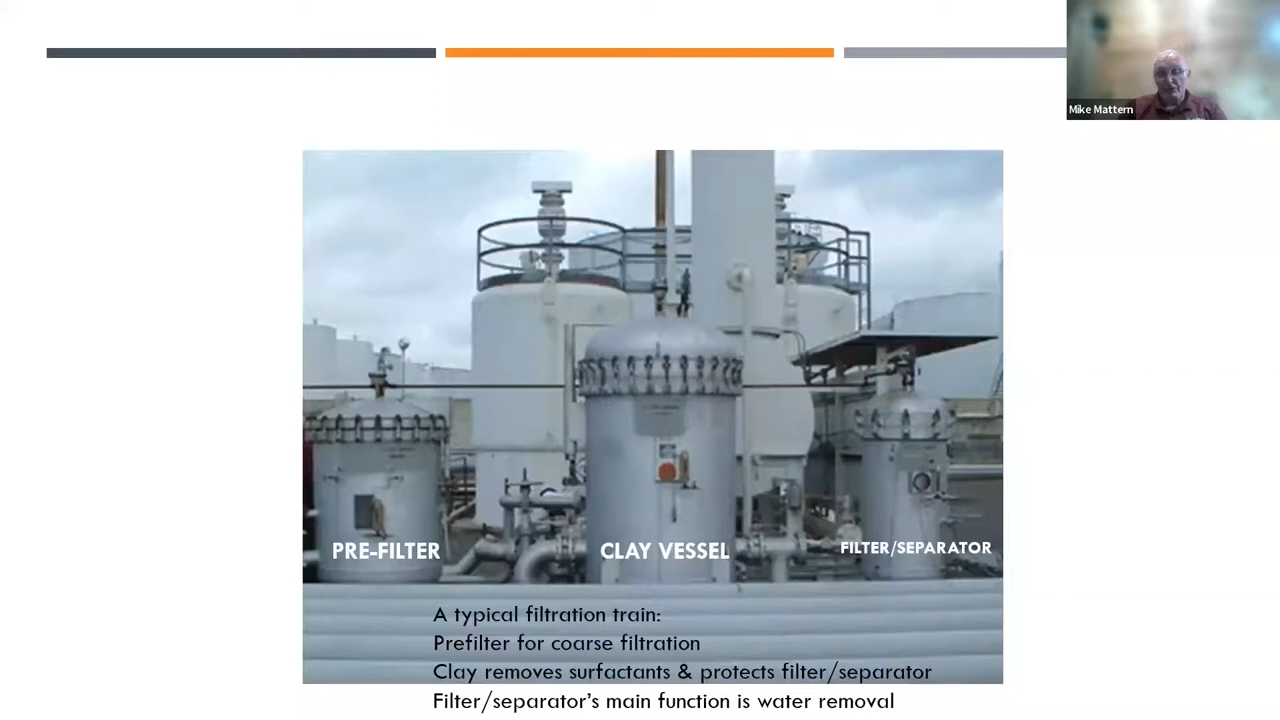 Mike Mattern
PRE-FILTER
CLAY VESSEL
FILTER/SEPARATOR
A typical filtration train:
Prefilter for coarse filtration
Clay removes surfactants & protects filter/separator
Filter/separator's main function is water removal